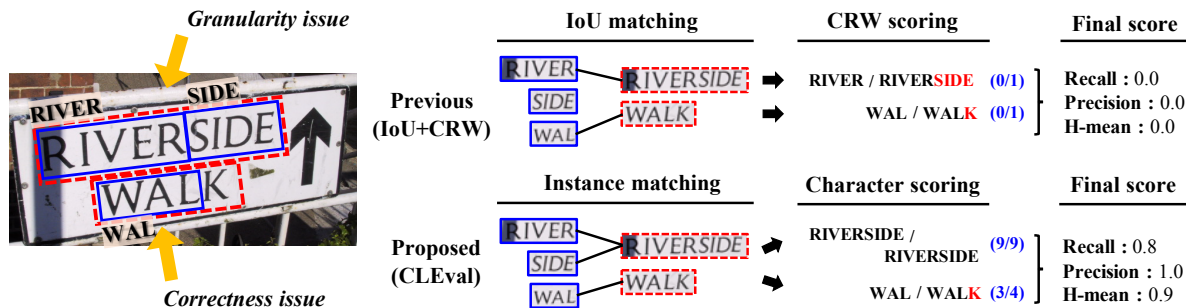 Granularity issue
RIVER SIDE
RIVERSIDE
WALK
WAL
Correctness issue
IoU matching CRW scoring Final score
Previous
(IoU+CRW)
RIVER
SIDE
WAL
RIVERSIDE
WALK
RIVER / RIVERSIDE (0/1)
WAL / WALK (0/1)
Recall : 0.0
Precision : 0.0
H-mean : 0.0
Instance matching Character scoring Final score
Proposed
(CLEval)
RIVER
SIDE
WAL
RIVERSIDE
WALK
RIVERSIDE /
RIVERSIDE (9/9)
WAL / WALK (3/4)
Recall : 0.8
Precision : 1.0
H-mean : 0.9